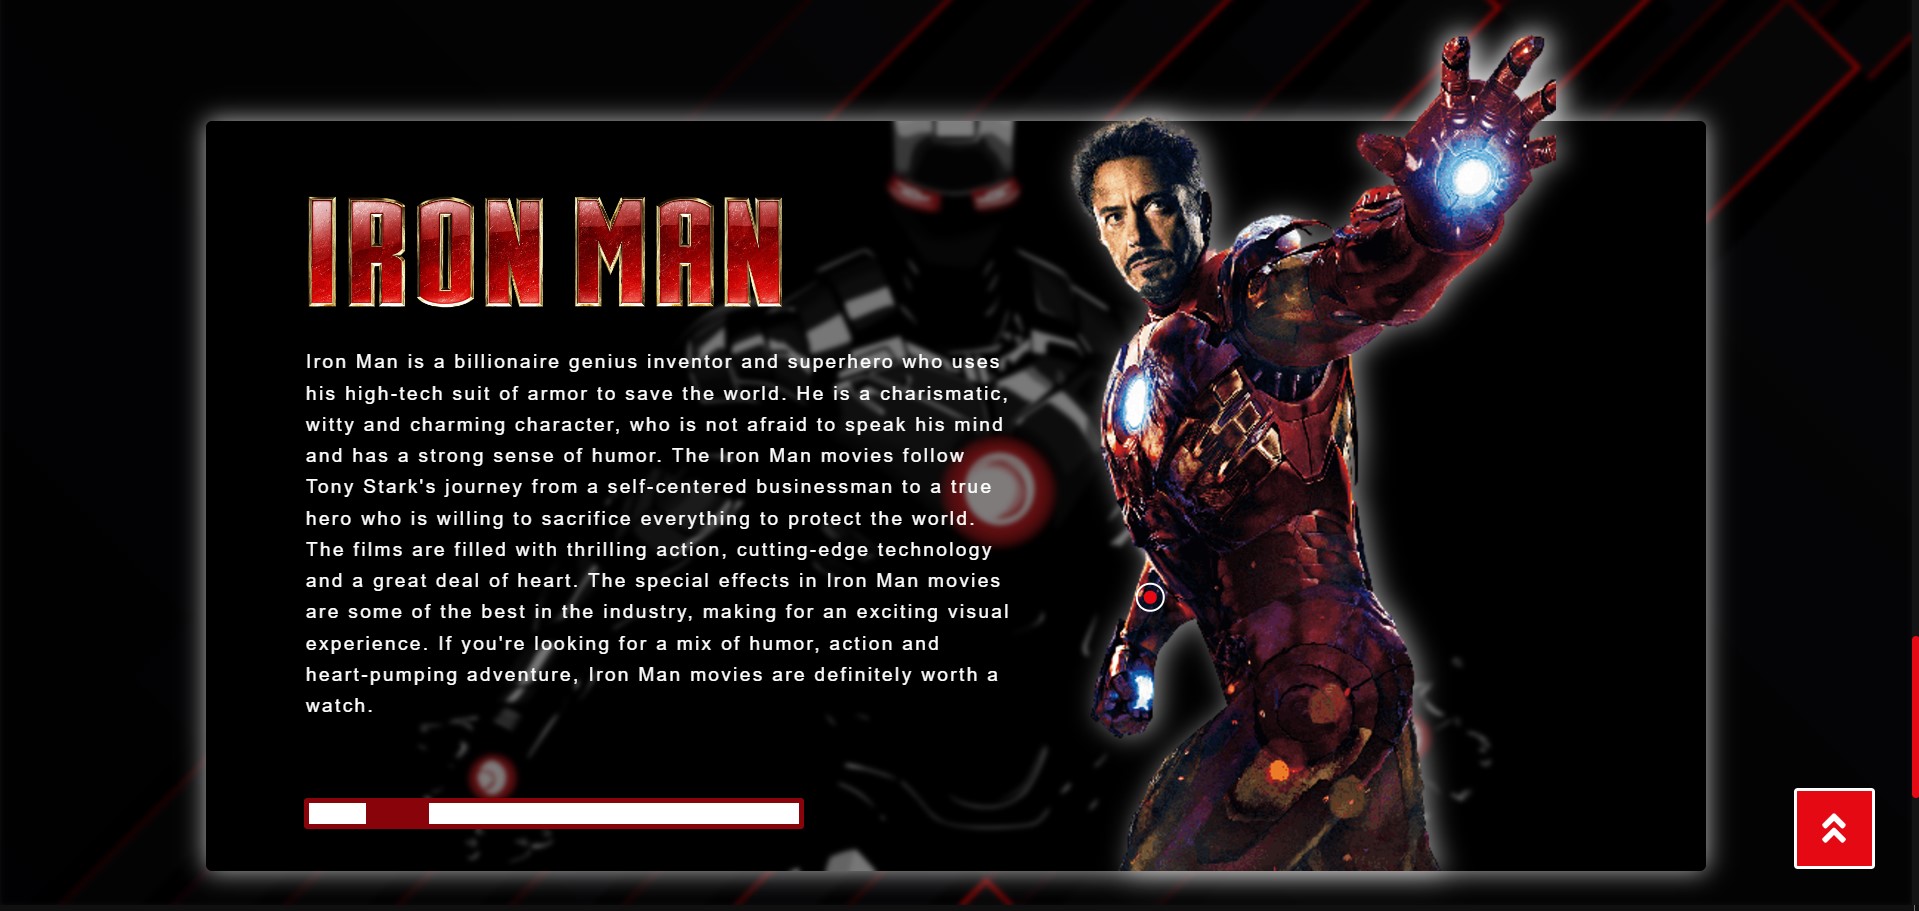 IRON MAN
Iron Man is a billionaire genius inventor and superhero who uses
his high-tech suit of armor to save the world. He is a charismatic,
witty and charming character, who is not afraid to speak his mind
and has a strong sense of humor. The Iron Man movies follow
Tony Stark's journey from a self-centered businessman to a true
hero who is willing to sacrifice everything to protect the world.
The films are filled with thrilling action, cutting-edge technology
and a great deal of heart. The special effects in Iron Man movies
are some of the best in the industry, making for an exciting visual
experience. If you're looking for a mix of humor, action and
heart-pumping adventure, Iron Man movies are definitely worth a
watch.